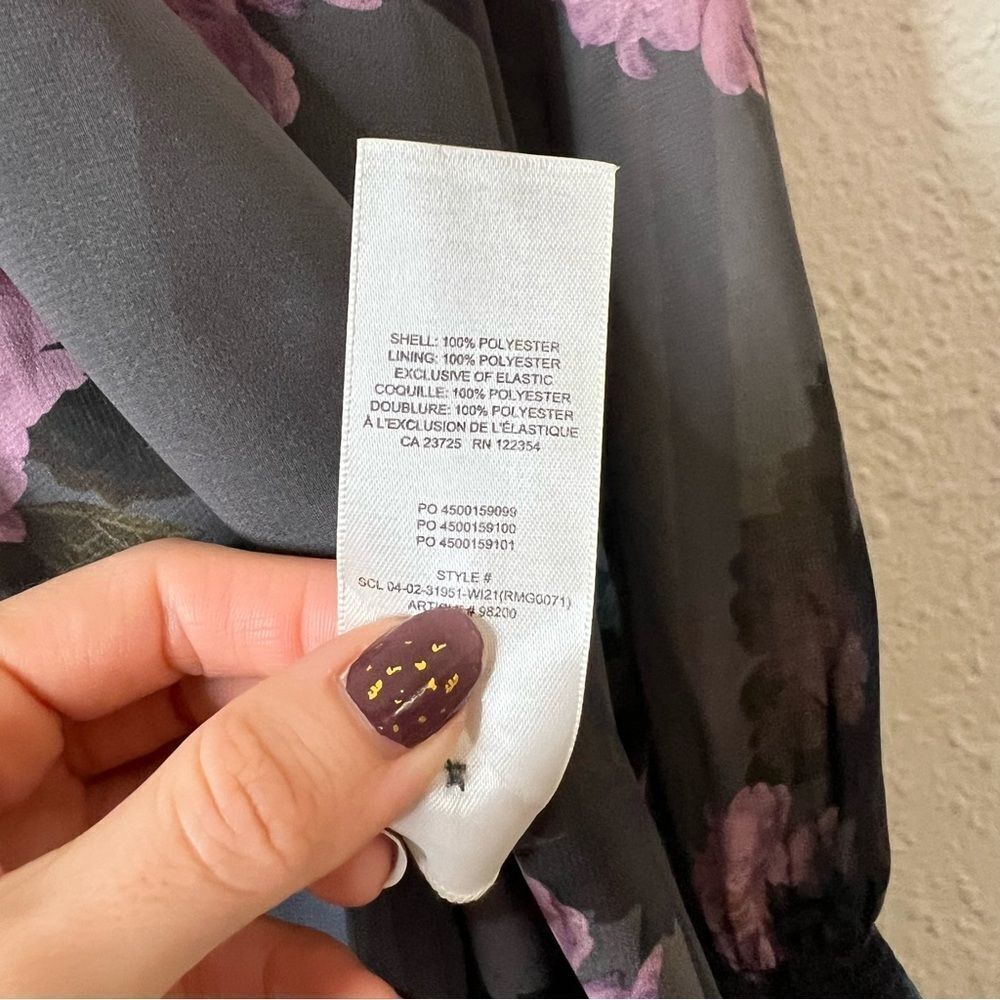 SHELL: 100% POLYESTER
LINING: 100% POLYESTER
EXCLUSIVE OF ELASTIC
COQUILLE: 100% POLYESTER
DOUBLURE: 100% POLYESTER
À L'EXCLUSION DE L'ÉLASTIQUE
CA 23725 RN 122354
PO 4500159099
PO 4500159100
PO 4500159101
STYLE #
SCL 04-02-31951-WI21(RMG0071)
# 98200